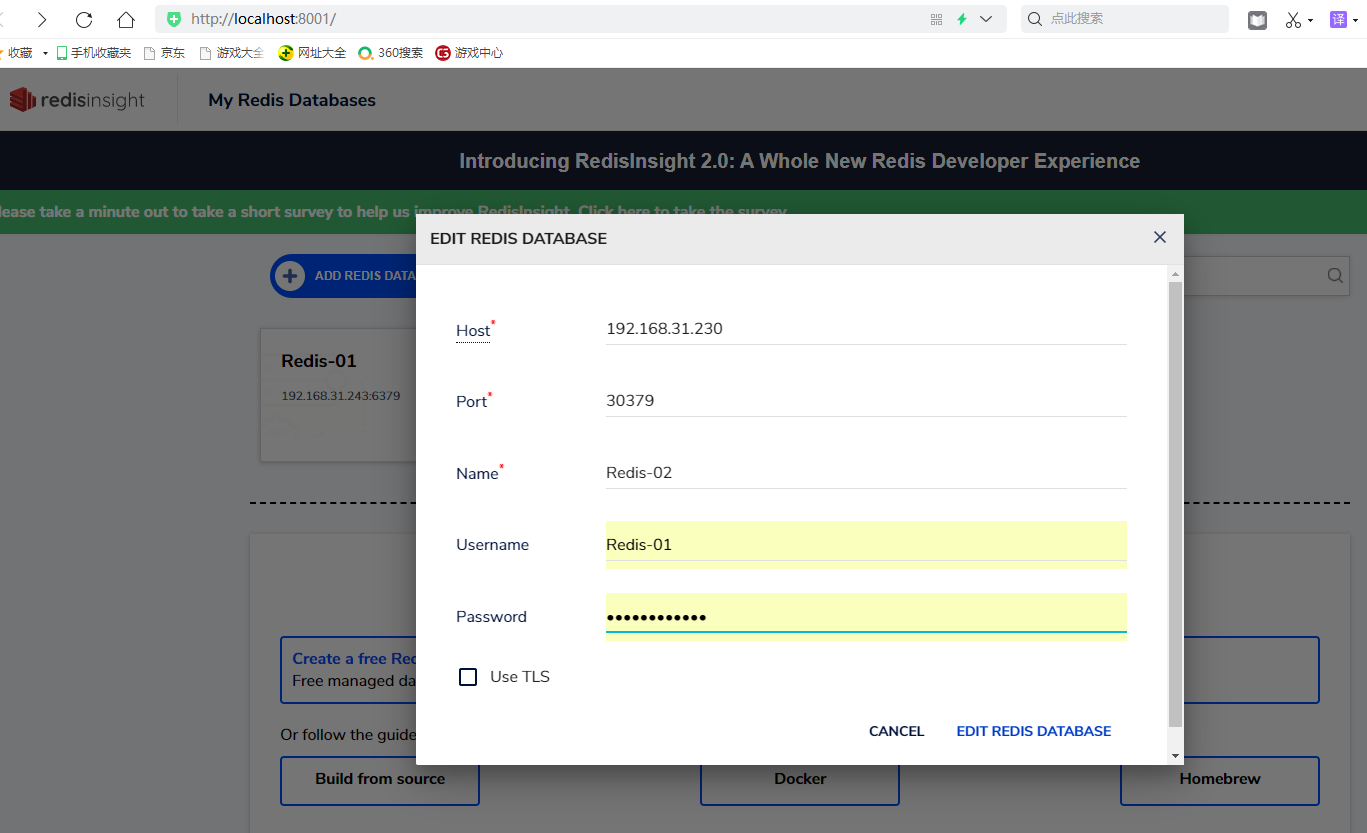 http://localhost:8001/
点此搜索
译
收藏 手机收藏夹 京东 游戏大全 网址大全 360搜索 游戏中心
redisinsight My Redis Databases
Introducing RedisInsight 2.0: A Whole New Redis Developer Experience
lease take a minute out to take a short survey to help us improve RedisInsight. Click here to take the survey
EDIT REDIS DATABASE
ADD REDIS DATA
Redis-01
192.168.31.243:6379
Host* 192.168.31.230
Port* 30379
Name* Redis-02
Username Redis-01
Password ••••••••••••
Use TLS
CANCEL EDIT REDIS DATABASE
Create a free Red
Free managed da
Or follow the guide
Build from source Docker Homebrew